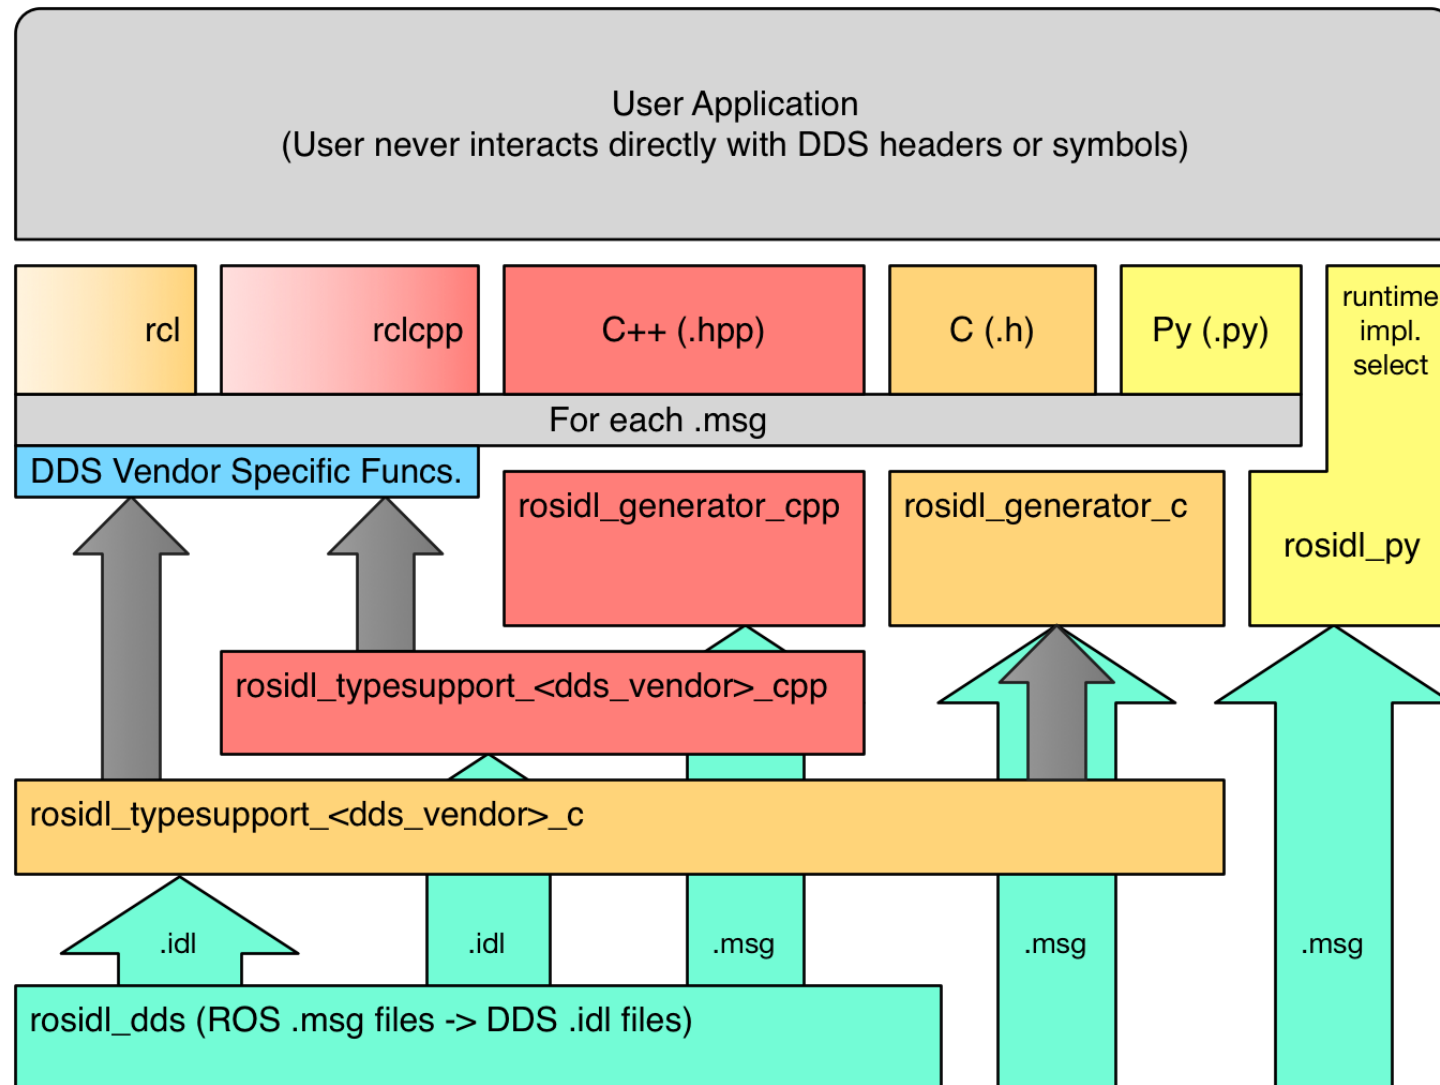 User Application
(User never interacts directly with DDS headers or symbols)
rcl
rclcpp
C++ (.hpp)
C (.h)
Py (.py)
runtime
impl.
select
For each .msg
DDS Vendor Specific Funcs.
rosidl_generator_cpp
rosidl_generator_c
rosidl_py
rosidl_typesupport_<dds_vendor>_cpp
rosidl_typesupport_<dds_vendor>_c
.idl
.idl
.msg
.msg
.msg
rosidl_dds (ROS .msg files -> DDS .idl files)